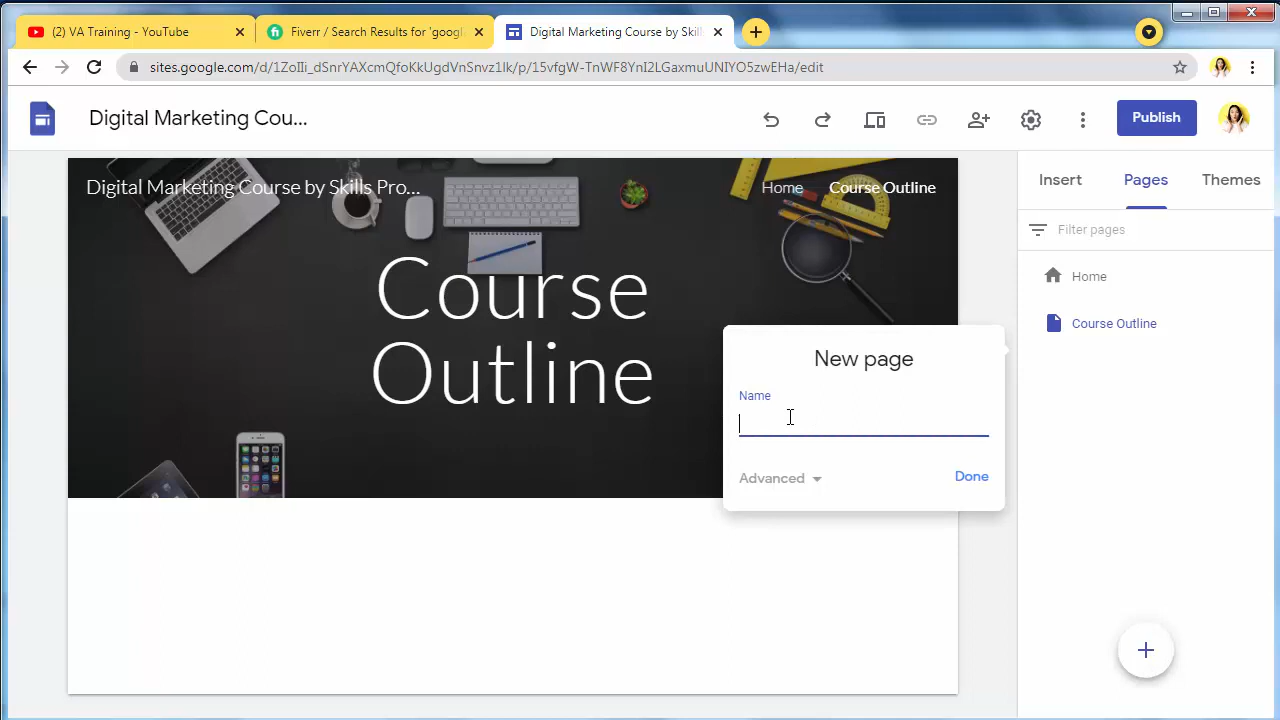 (2) VA Training - YouTube
Fiverr / Search Results for 'googl
Digital Marketing Course by Skil
sites.google.com/d/1ZoIIi_dSnrYAXcmQfoKkUgdVnSnvz1lk/p/15vfgW-TnWF8YnI2LGaxmuUNIYO5zwEHa/edit
Digital Marketing Cou...
Publish
Digital Marketing Course by Skills Pro...
Home
Course Outline
Insert
Pages
Themes
Filter pages
Home
Course Outline
Course
Outline
New page
Name
Advanced
Done